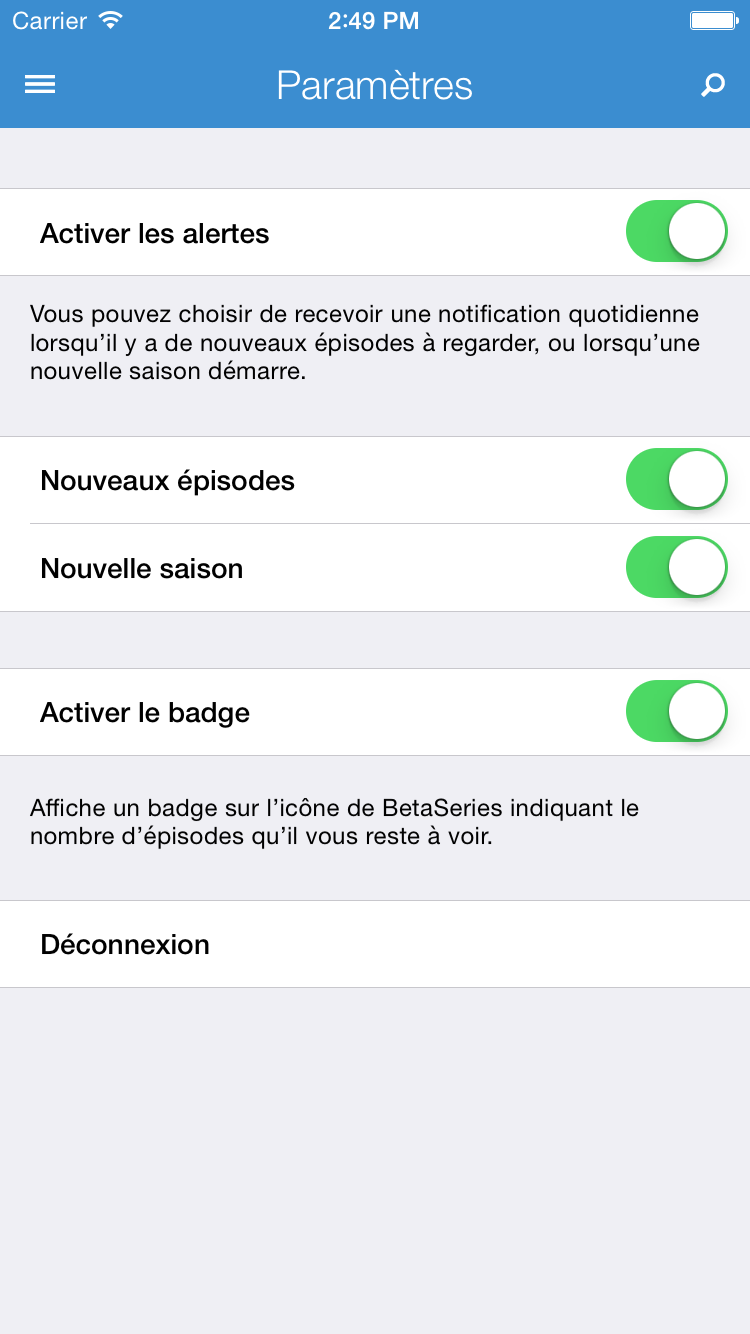 Carrier
2:49 PM
Paramètres
Activer les alertes
Vous pouvez choisir de recevoir une notification quotidienne
lorsqu’il y a de nouveaux épisodes à regarder, ou lorsqu’une
nouvelle saison démarre.
Nouveaux épisodes
Nouvelle saison
Activer le badge
Affiche un badge sur l’icône de BetaSeries indiquant le
nombre d’épisodes qu’il vous reste à voir.
Déconnexion